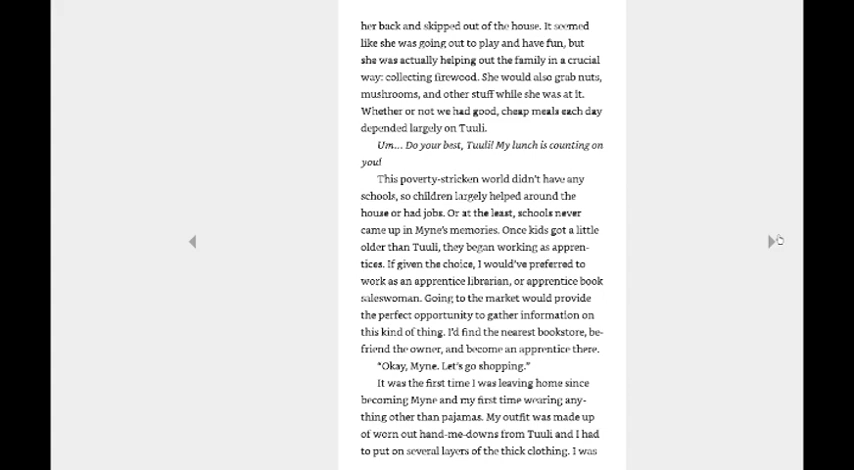 her back and skipped out of the house. It seemed
like she was going out to play and have fun, but
she was actually helping out the family in a crucial
way: collecting firewood. She would also grab nuts,
mushrooms, and other stuff while she was at it.
Whether or not we had good, cheap meals each day
depended largely on Tuuli.
Um... Do your best, Tuuli! My lunch is counting on
you!
This poverty-stricken world didn't have any
schools, so children largely helped around the
house or had jobs. Or at the least, schools never
came up in Myne's memories. Once kids got a little
older than Tuuli, they began working as appren-
tices. If given the choice, I would've preferred to
work as an apprentice librarian, or apprentice book
saleswoman. Going to the market would provide
the perfect opportunity to gather information on
this kind of thing. I'd find the nearest bookstore, be-
friend the owner, and become an apprentice there.
"Okay, Myne. Let's go shopping."
It was the first time I was leaving home since
becoming Myne and my first time wearing any-
thing other than pajamas. My outfit was made up
of worn out hand-me-downs from Tuuli and I had
to put on several layers of the thick clothing. I was